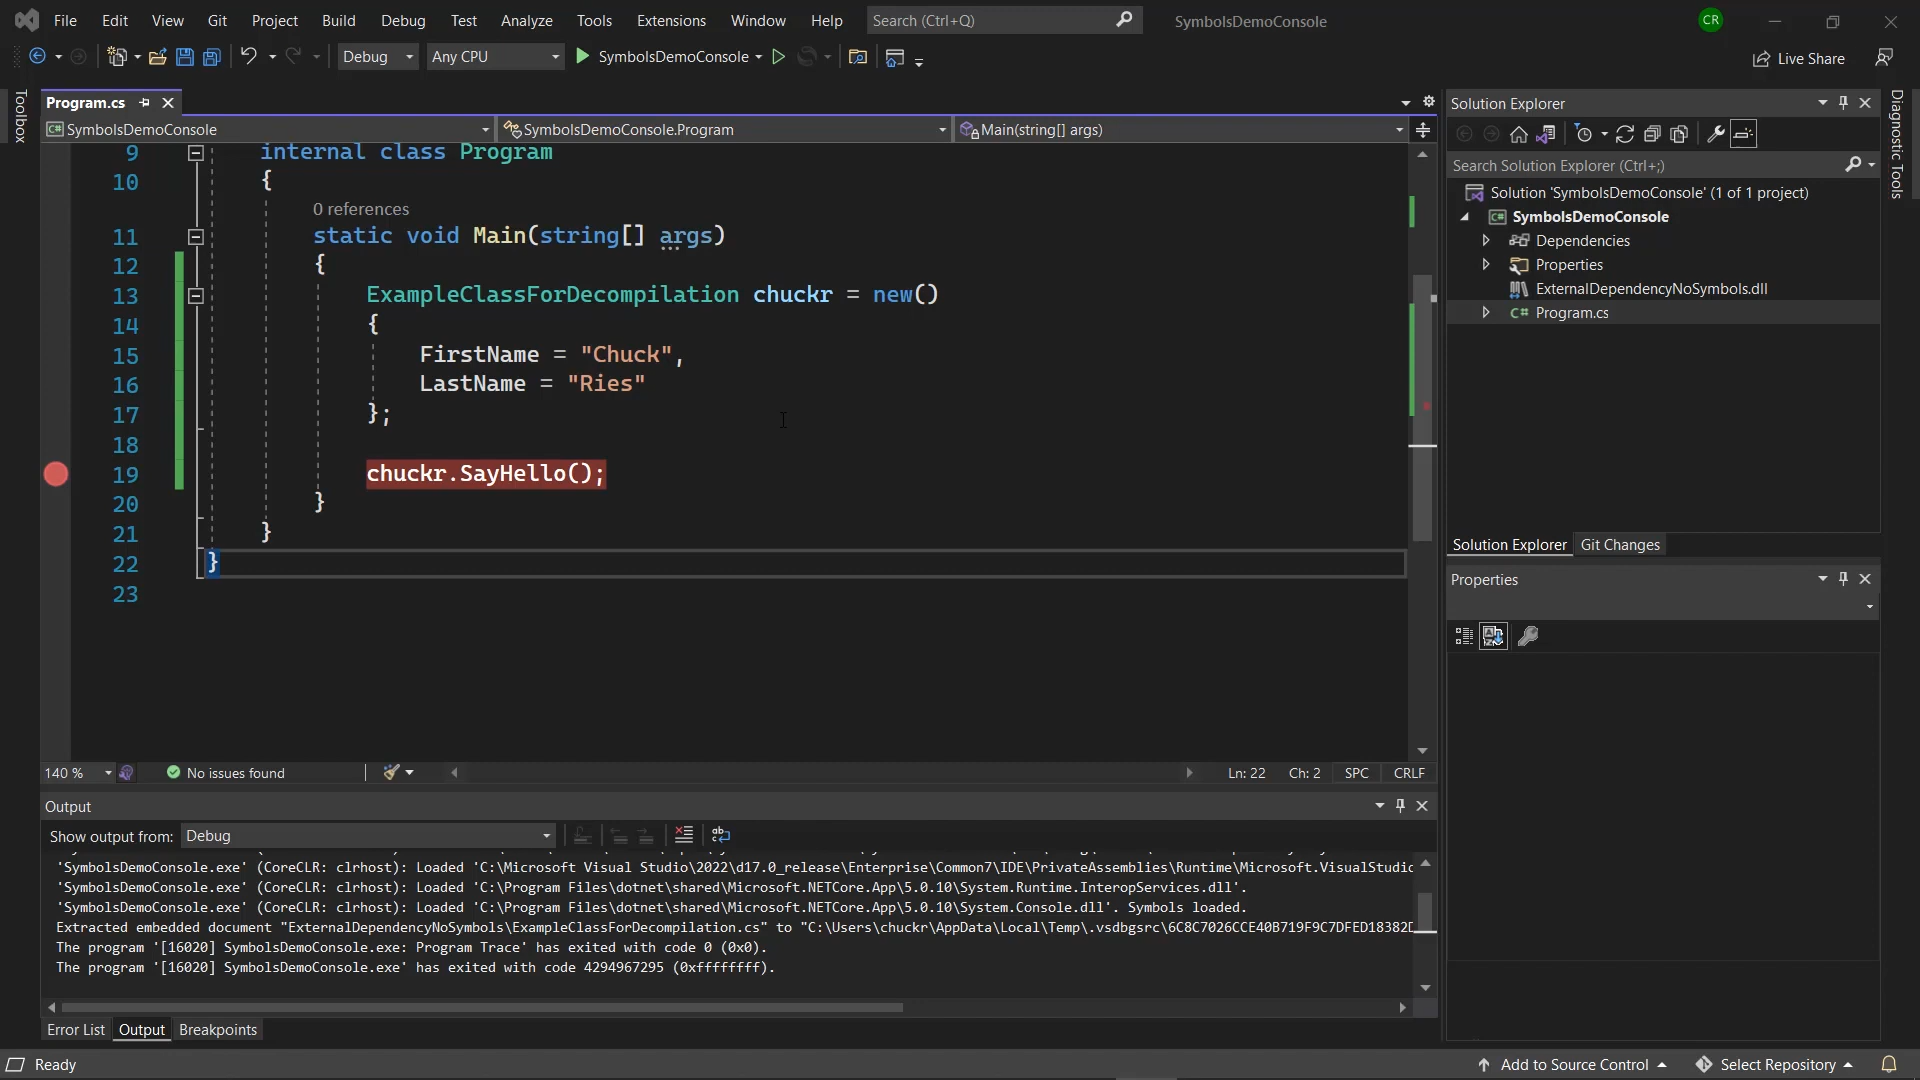 File Edit View Git Project Build Debug Test Analyze Tools Extensions Window Help Search (Ctrl+Q) SymbolsDemoConsole CR
Debug Any CPU SymbolsDemoConsole Live Share
Toolbox
Program.cs
SymbolsDemoConsole SymbolsDemoConsole.Program Main(string[] args)
9 internal class Program
10 {
0 references
11 static void Main(string[] args)
12 {
13 ExampleClassForDecompilation chuckr = new()
14 {
15 FirstName = "Chuck",
16 LastName = "Ries"
17 };
18
19 chuckr.SayHello();
20 }
21 }
22 }
23
140 % No issues found Ln: 22 Ch: 2 SPC CRLF
Output
Show output from: Debug
'SymbolsDemoConsole.exe' (CoreCLR: clrhost): Loaded 'C:\Microsoft Visual Studio\2022\d17.0_release\Enterprise\Common7\IDE\PrivateAssemblies\Runtime\Microsoft.VisualStudio
'SymbolsDemoConsole.exe' (CoreCLR: clrhost): Loaded 'C:\Program Files\dotnet\shared\Microsoft.NETCore.App\5.0.10\System.Runtime.InteropServices.dll'.
'SymbolsDemoConsole.exe' (CoreCLR: clrhost): Loaded 'C:\Program Files\dotnet\shared\Microsoft.NETCore.App\5.0.10\System.Console.dll'. Symbols loaded.
Extracted embedded document "ExternalDependencyNoSymbols\ExampleClassForDecompilation.cs" to "C:\Users\chuckr\AppData\Local\Temp\.vsdbgsrc\6C8C7026CCE40B719F9C7DFED18382D
The program '[16020] SymbolsDemoConsole.exe: Program Trace' has exited with code 0 (0x0).
The program '[16020] SymbolsDemoConsole.exe' has exited with code 4294967295 (0xffffffff).
Error List Output Breakpoints
Solution Explorer
Search Solution Explorer (Ctrl+;)
Solution 'SymbolsDemoConsole' (1 of 1 project)
C# SymbolsDemoConsole
Dependencies
Properties
ExternalDependencyNoSymbols.dll
C# Program.cs
Solution Explorer Git Changes
Properties
Diagnostic Tools
Ready Add to Source Control Select Repository